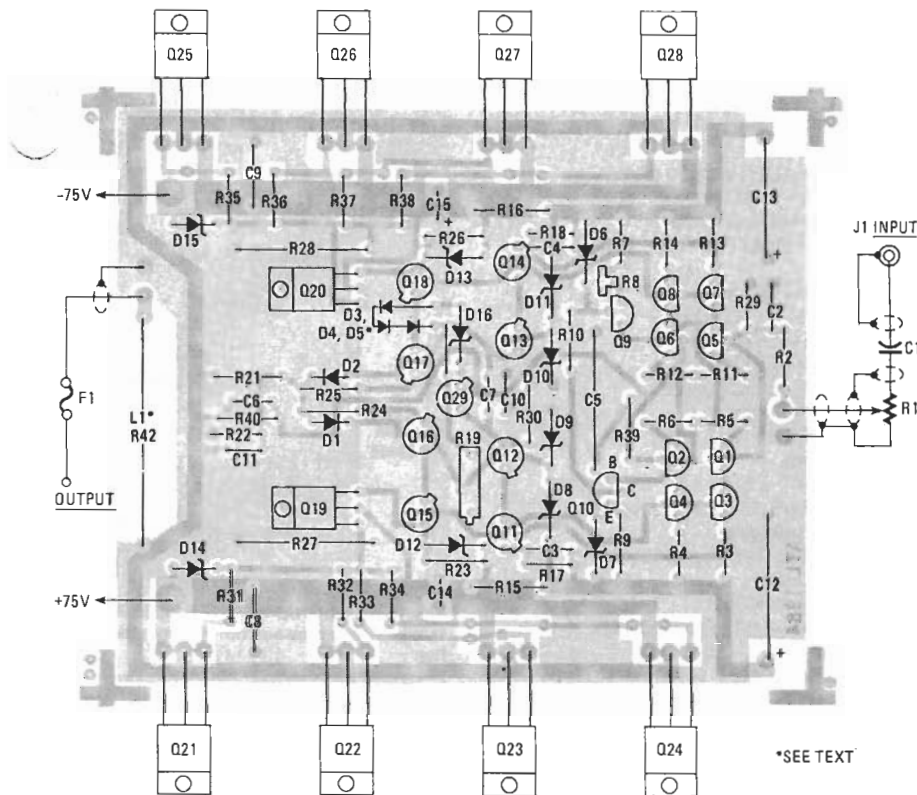 Q25 Q26 Q27 Q28
-75V
R35 C9 R36 R37 R38 C15 R16 C13
+
D15 R28 R26 D13 R18 C4 D6 R7 R14 R13
J1 INPUT
+
Q20 Q18 Q14 D11 R8 Q8 Q7 R29 C2
D3,
D4, D5* D16 Q13 R10 Q9 Q6 Q5 R2 C1
F1
R21 D2 Q17 D10 R12 R11
R25 Q29 C7 C10 C5 R1
C6 R24
L1* R40 R30 D9 R39 R6 R5
R42 R22 D1 Q16 R19 Q12 B Q2 Q1
C11
OUTPUT
Q19 Q15 D8 C Q4 Q3
Q10 E
D14 R27 D12 Q11 C3 D7 R9 R4 R3
R23 R17
+75V
R31 C8 R32 R33 R34 C14 R15 C12
+
Q21 Q22 Q23 Q24
*SEE TEXT